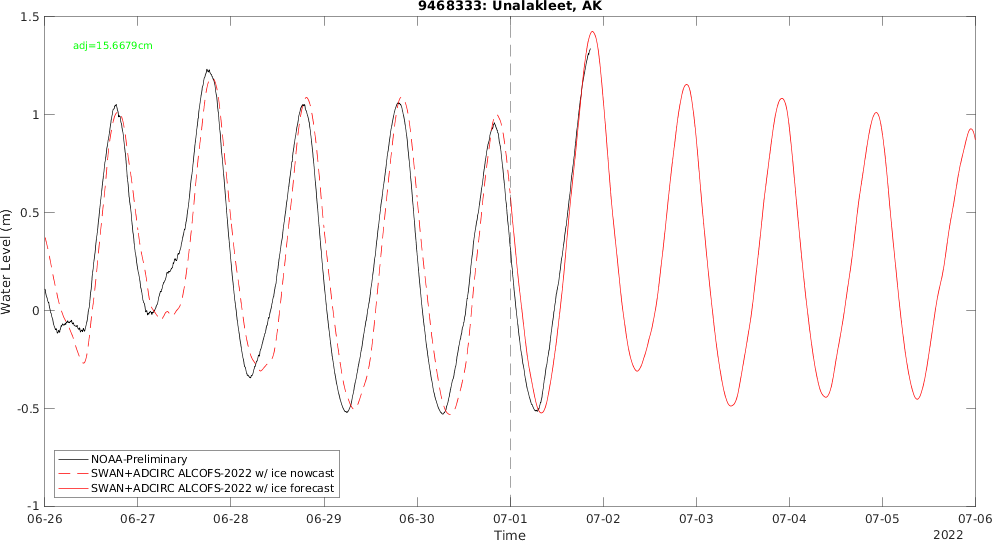 9468333: Unalakleet, AK
adj=15.6679cm
1.5
1
0.5
0
-0.5
-1
Water Level (m)
NOAA-Preliminary
SWAN+ADCIRC ALCOFS-2022 w/ ice nowcast
SWAN+ADCIRC ALCOFS-2022 w/ ice forecast
06-26 06-27 06-28 06-29 06-30 07-01 07-02 07-03 07-04 07-05 07-06
Time
2022